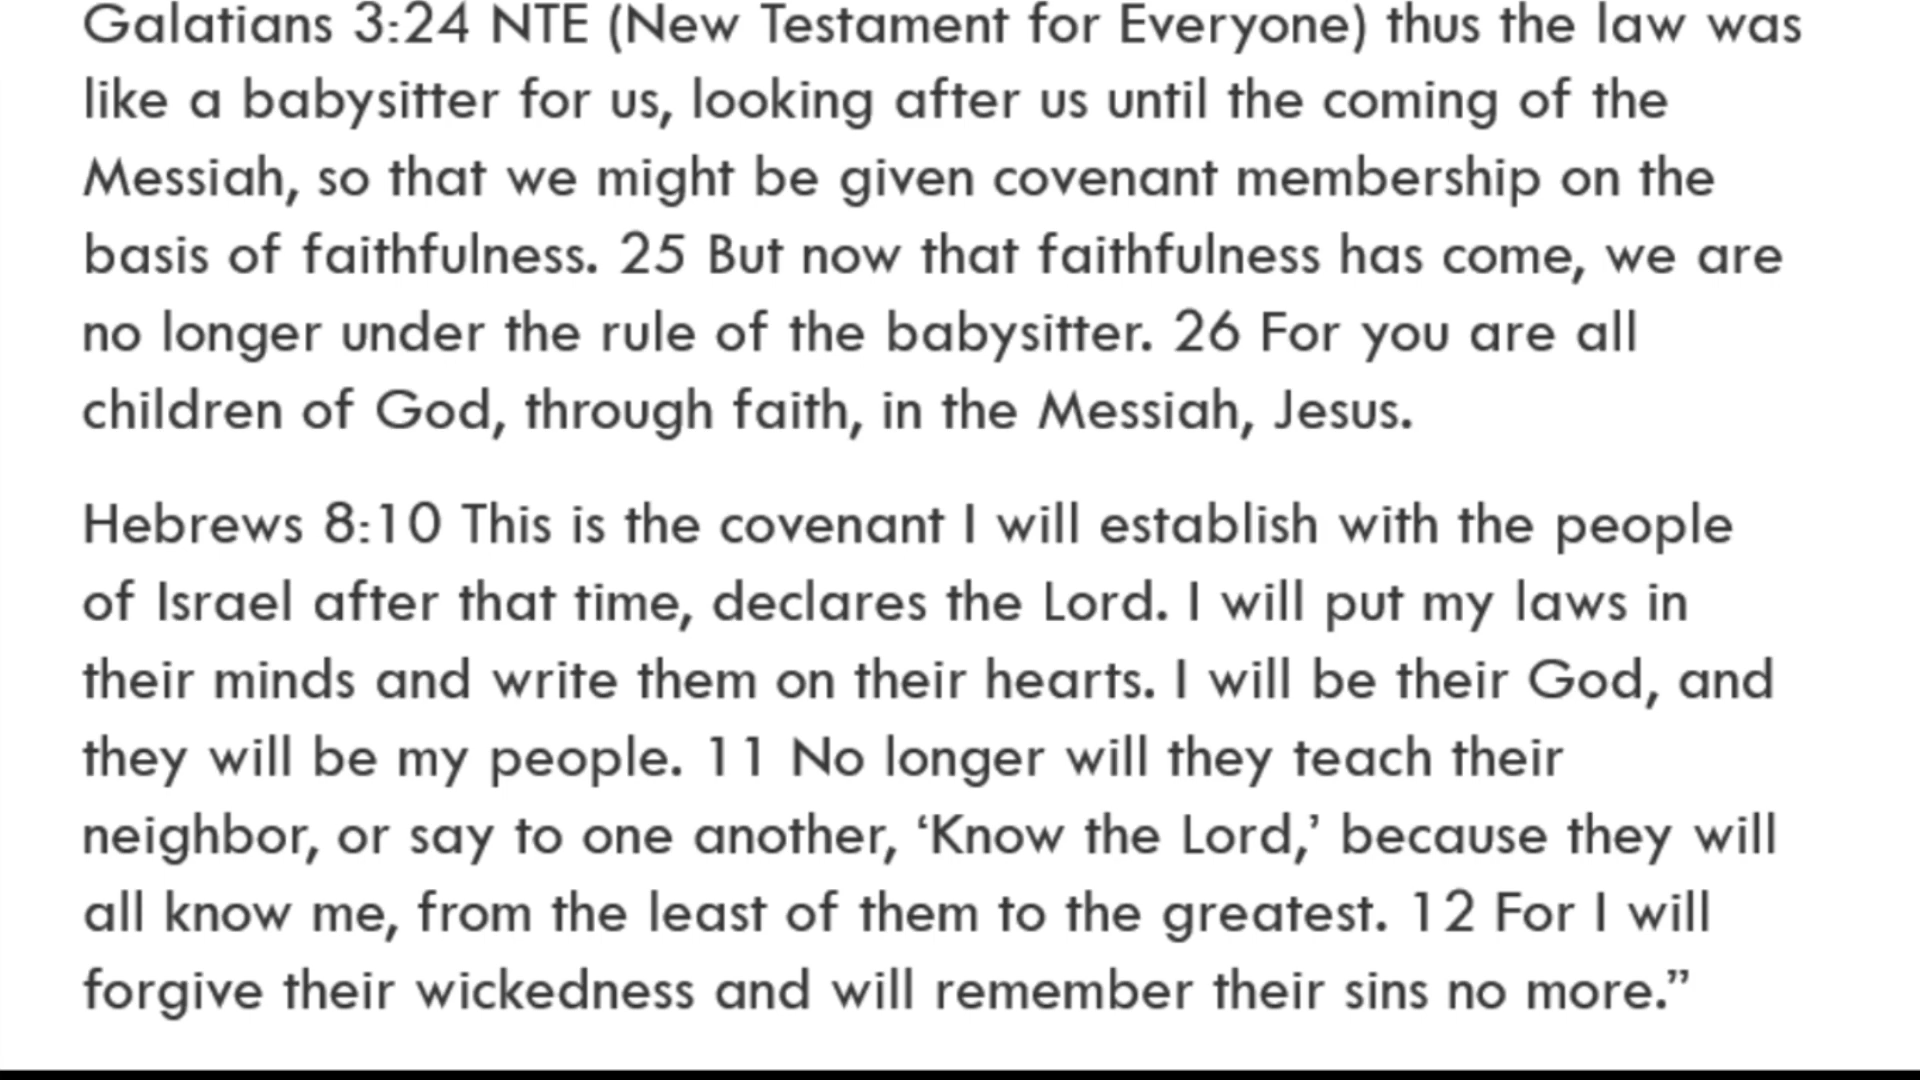 Galatians 3:24 NTE (New Testament for Everyone) thus the law was
like a babysitter for us, looking after us until the coming of the
Messiah, so that we might be given covenant membership on the
basis of faithfulness. 25 But now that faithfulness has come, we are
no longer under the rule of the babysitter. 26 For you are all
children of God, through faith, in the Messiah, Jesus.
Hebrews 8:10 This is the covenant I will establish with the people
of Israel after that time, declares the Lord. I will put my laws in
their minds and write them on their hearts. I will be their God, and
they will be my people. 11 No longer will they teach their
neighbor, or say to one another, ‘Know the Lord,’ because they will
all know me, from the least of them to the greatest. 12 For I will
forgive their wickedness and will remember their sins no more.”